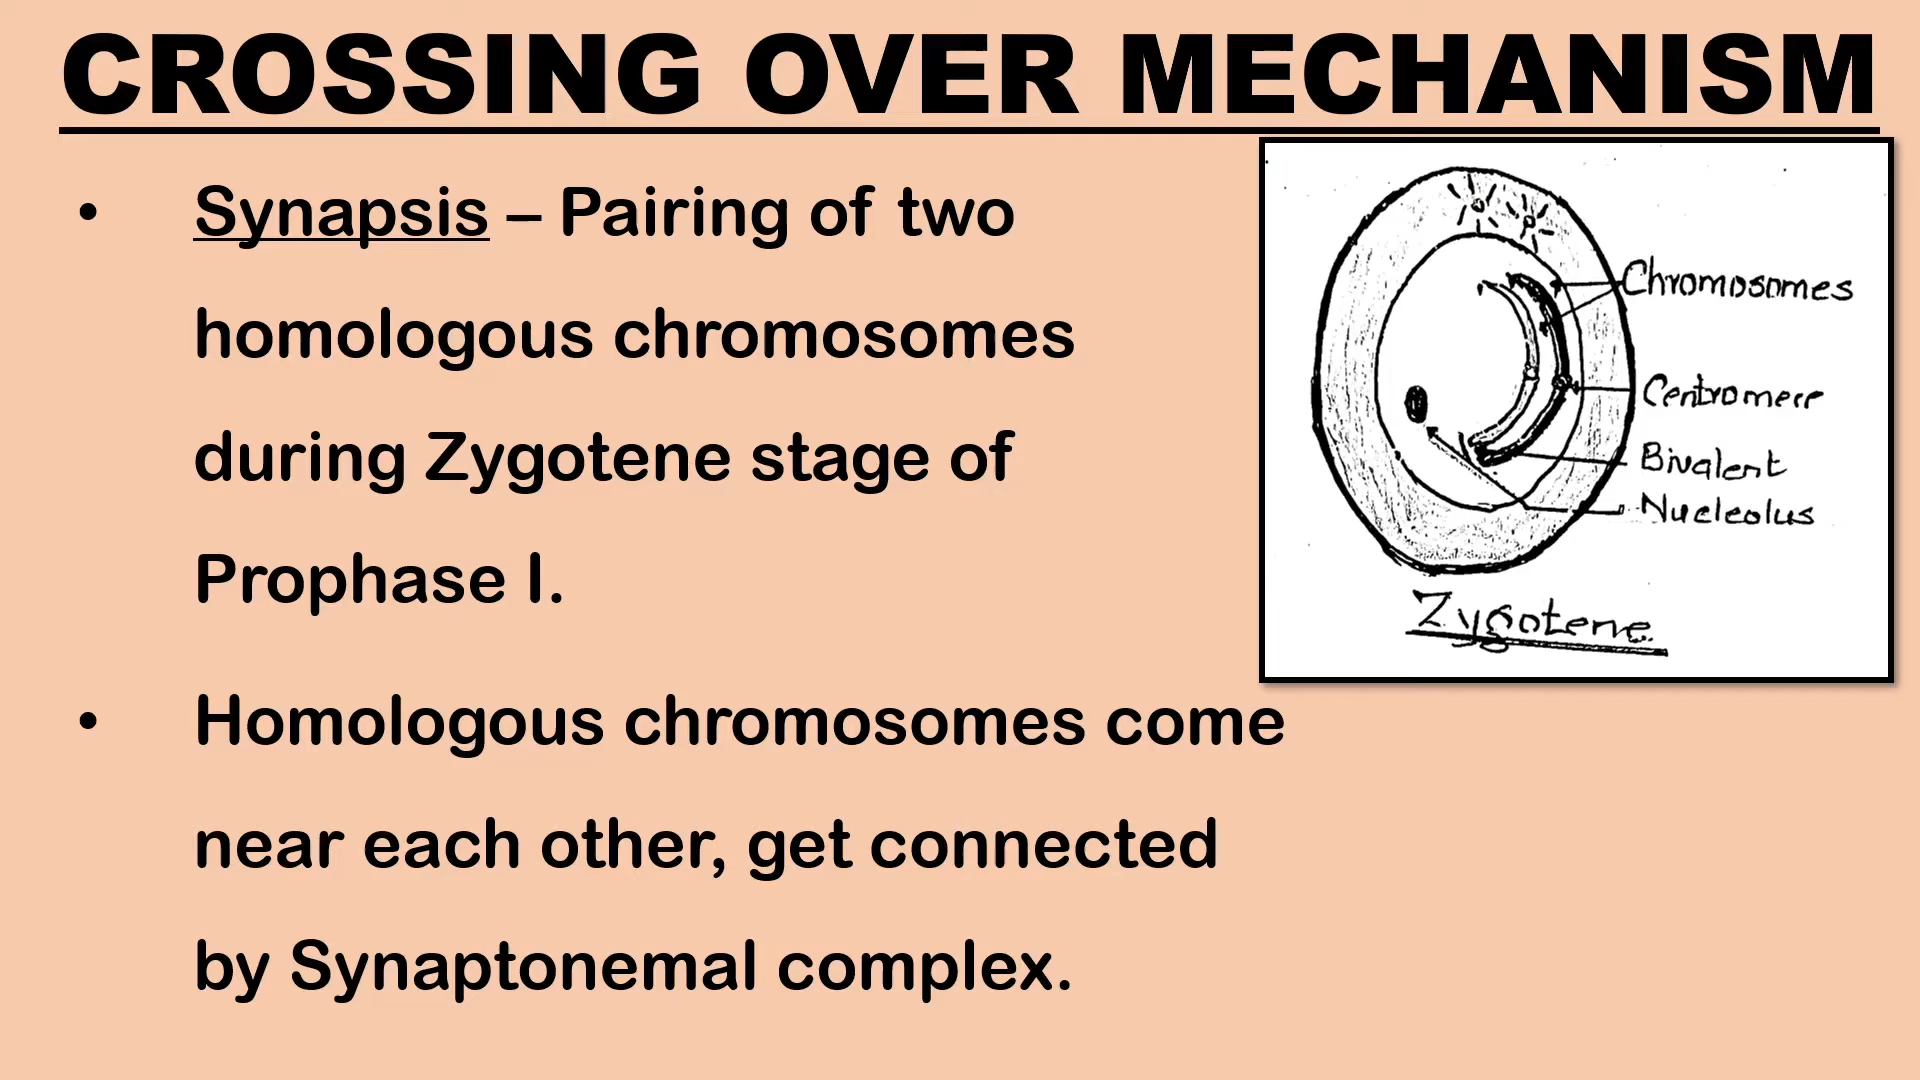 CROSSING OVER MECHANISM
• Synapsis – Pairing of two
homologous chromosomes
during Zygotene stage of
Prophase I.
• Homologous chromosomes come
near each other, get connected
by Synaptonemal complex.
Chromosomes
Centromere
Bivalent
Nucleolus
Zygotene